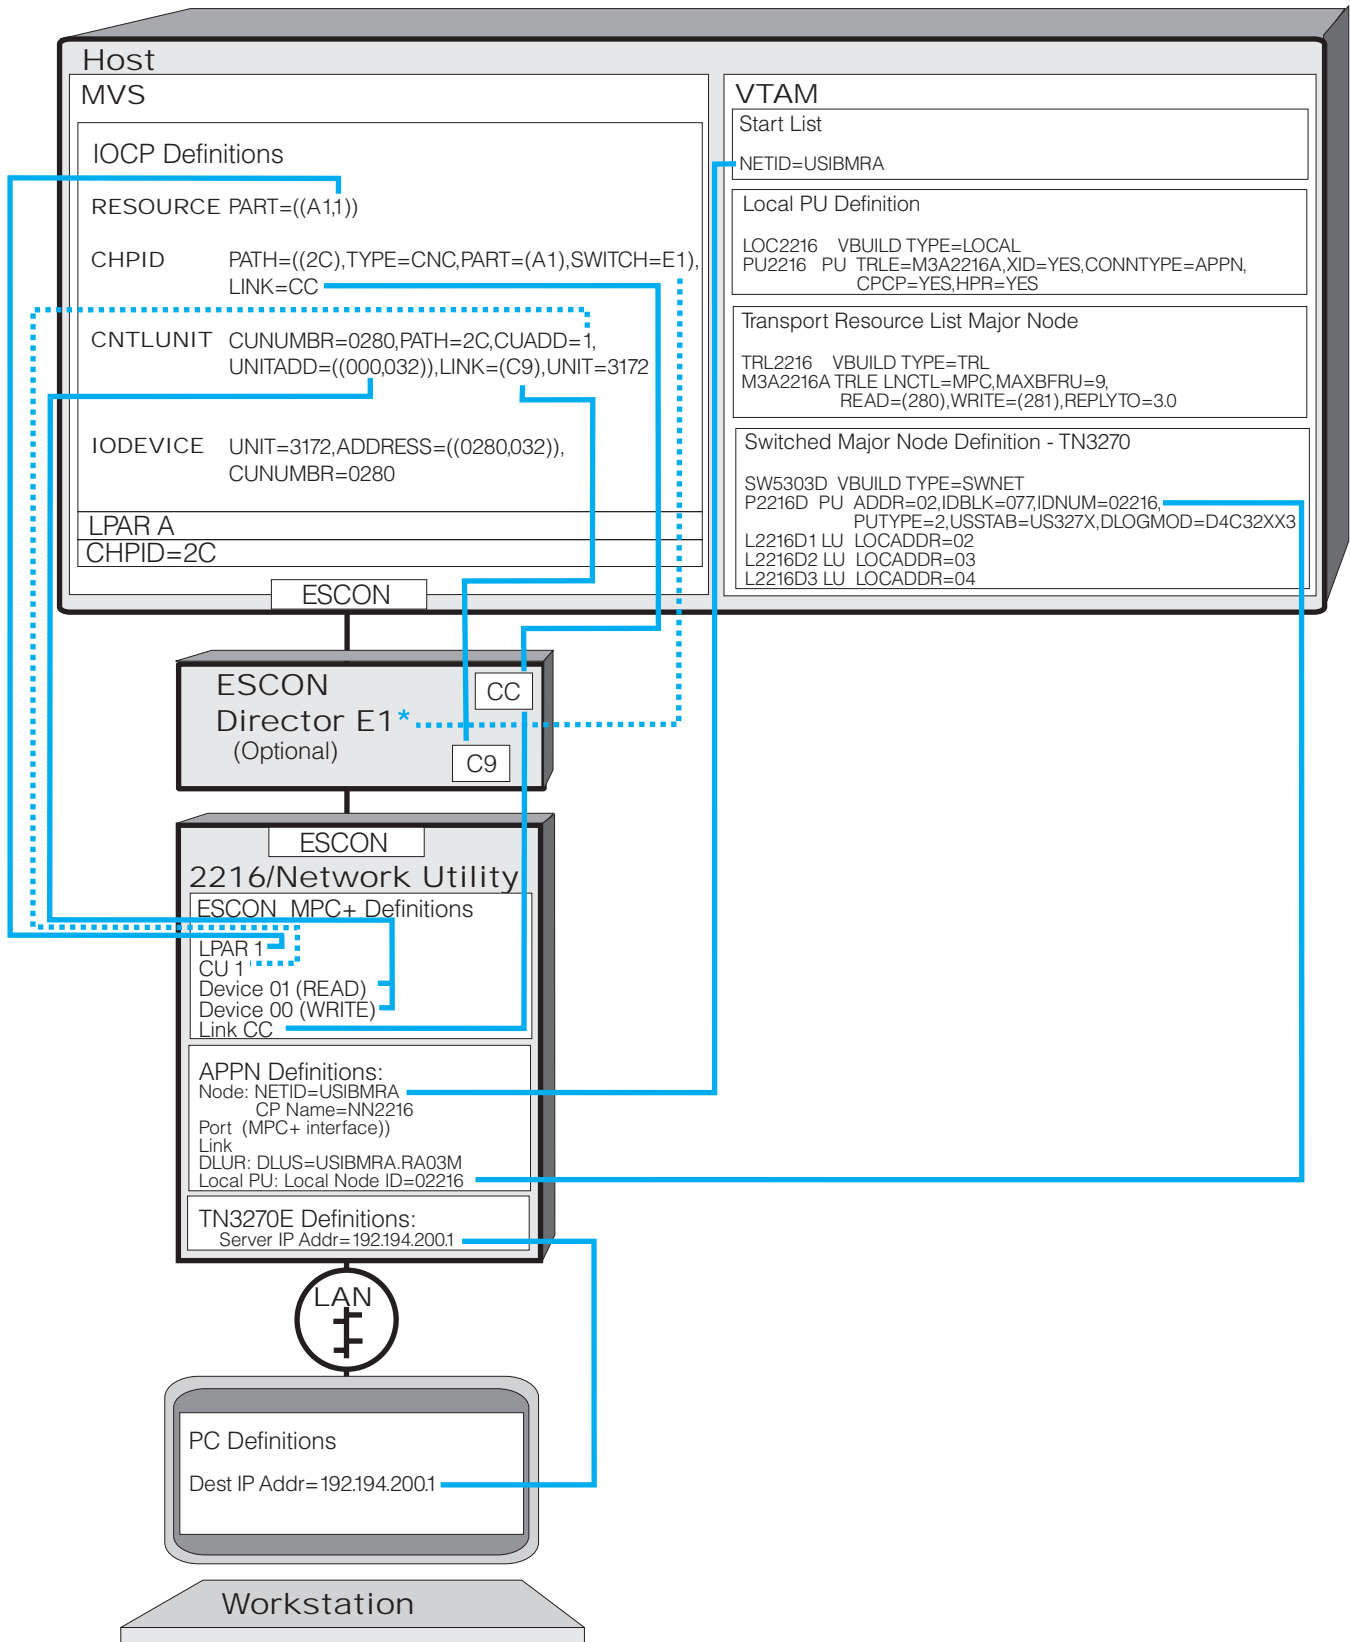 Host
MVS
IOCP Definitions
RESOURCE PART=((A1,1))
CHPID PATH=((2C),TYPE=CNC,PART=(A1),SWITCH=E1),
LINK=CC
CNTLUNIT CUNUMBR=0280,PATH=2C,CUADD=1,
UNITADD=((000,032)),LINK=(C9),UNIT=3172
IODEVICE UNIT=3172,ADDRESS=((0280,032)),
CUNUMBR=0280
LPAR A
CHPID=2C
ESCON
VTAM
Start List
NETID=USIBMRA
Local PU Definition
LOC2216 VBUILD TYPE=LOCAL
PU2216 PU TRLE=M3A2216A,XID=YES,CONNTYPE=APPN,
CPCP=YES,HPR=YES
Transport Resource List Major Node
TRL2216 VBUILD TYPE=TRL
M3A2216A TRLE LNCTL=MPC,MAXBFRU=9,
READ=(280),WRITE=(281),REPLYTO=3.0
Switched Major Node Definition - TN3270
SW5303D VBUILD TYPE=SWNET
P2216D PU ADDR=02,IDBLK=077,IDNUM=02216,
PUTYPE=2,USSTAB=US327X,DLOGMOD=D4C32XX3
L2216D1 LU LOCADDR=02
L2216D2 LU LOCADDR=03
L2216D3 LU LOCADDR=04
ESCON
Director E1*
(Optional)
CC
C9
ESCON
2216/Network Utility
ESCON MPC+ Definitions
LPAR 1
CU 1
Device 01 (READ)
Device 00 (WRITE)
Link CC
APPN Definitions:
Node: NETID=USIBMRA
CP Name=NN2216
Port (MPC+ interface))
Link
DLUR: DLUS=USIBMRA.RA03M
Local PU: Local Node ID=02216
TN3270E Definitions:
Server IP Addr=192.194.200.1
LAN
PC Definitions
Dest IP Addr=192.194.200.1
Workstation